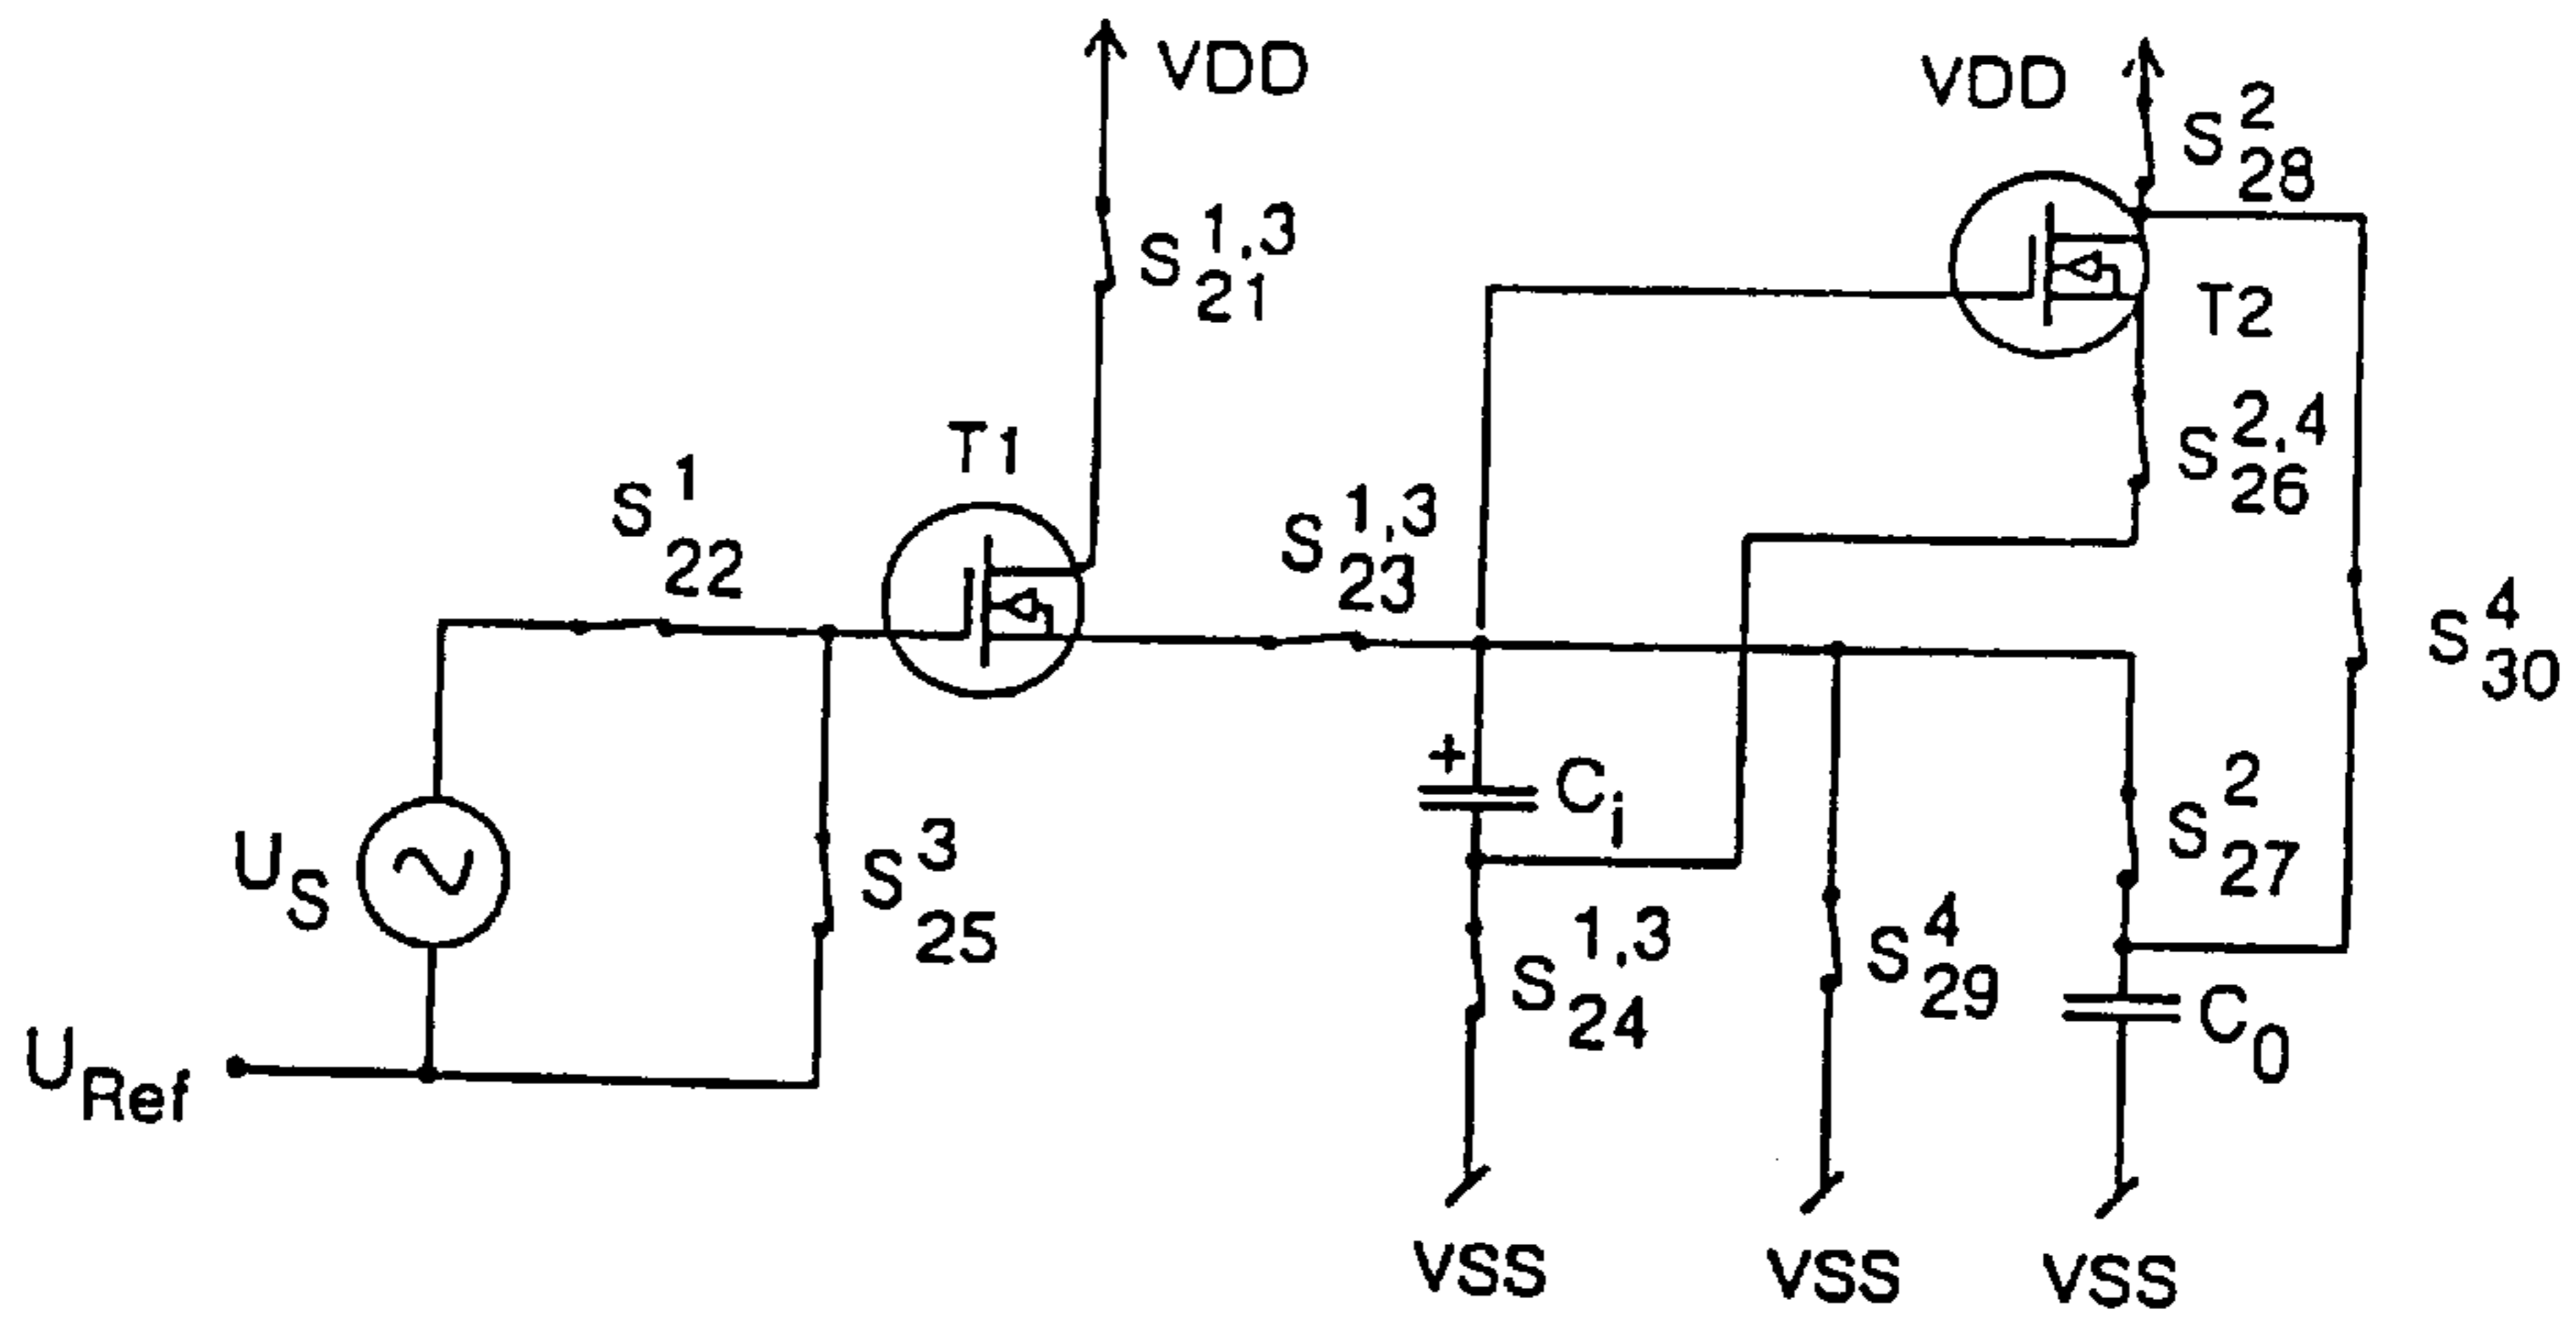 VDD
VDD
S 2 28
S 1,3 21
T2
T1
S 2,4 26
S 1 22
S 1,3 23
S 4 30
+
C i
S 2 27
U S
S 3 25
S 1,3 24
S 4 29
C 0
U Ref
VSS
VSS
VSS